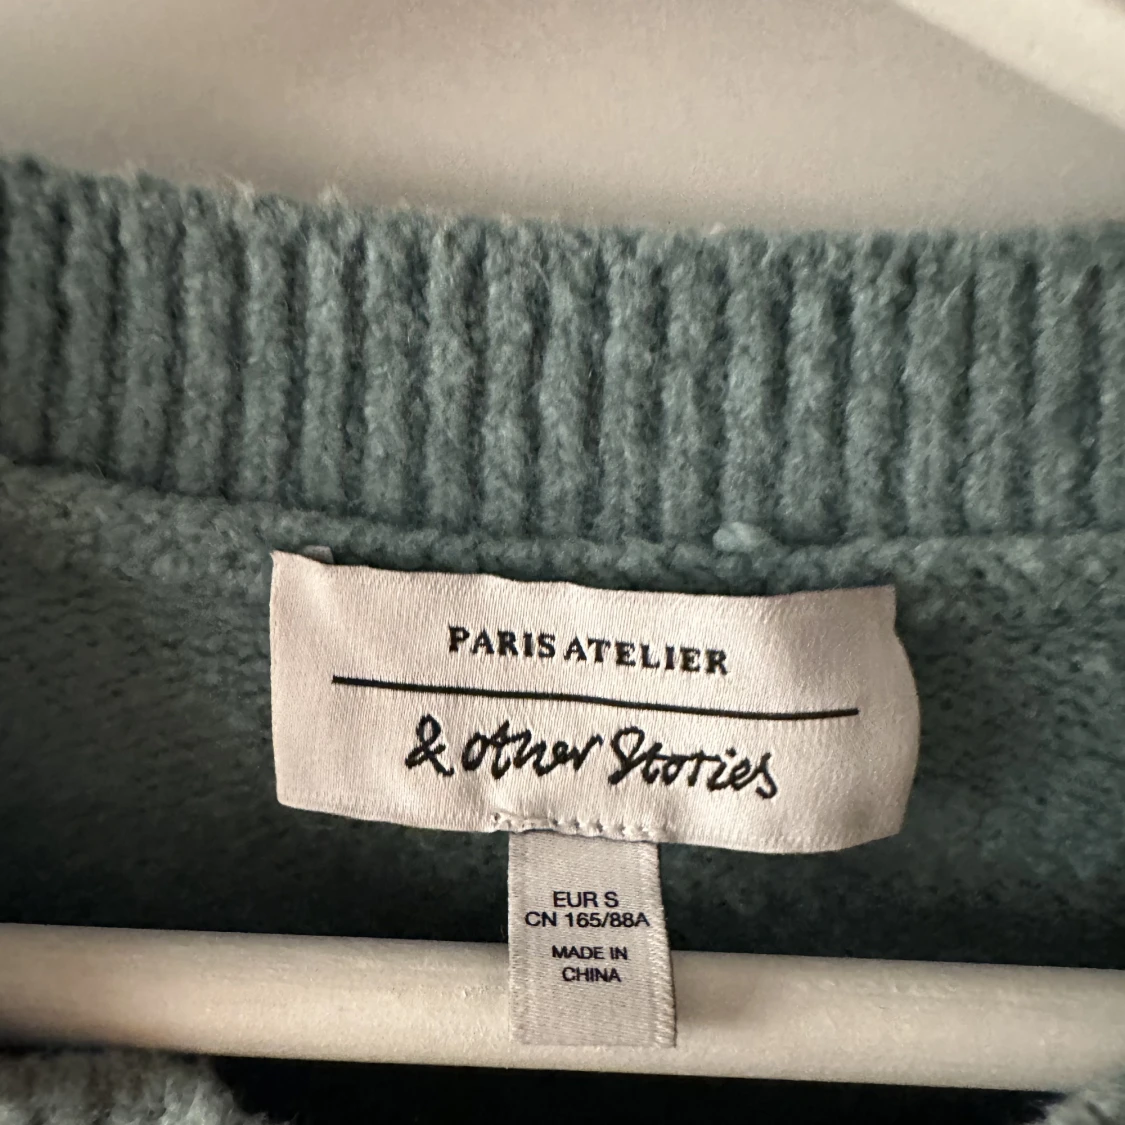 PARIS ATELIER
& other Stories
EUR S
CN 165/88A
MADE IN
CHINA